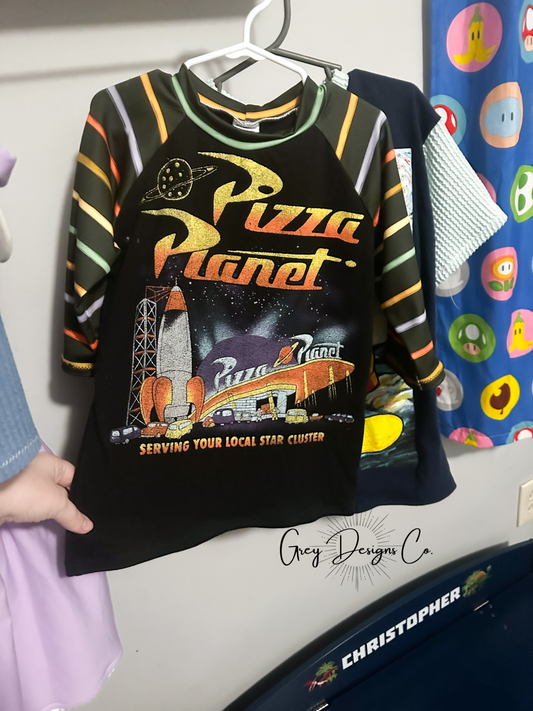 Pizza
Planet
Pizza Planet
SERVING YOUR LOCAL STAR CLUSTER
Grey Designs Co.
CHRISTOPHER